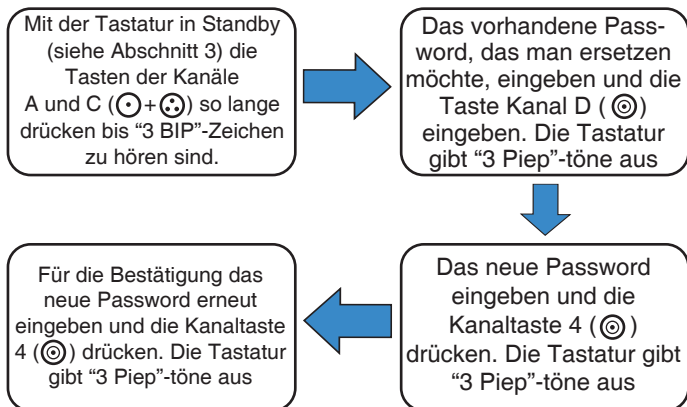 Mit der Tastatur in Standby
(siehe Abschnitt 3) die
Tasten der Kanäle
A und C (⨀+) so lange
drücken bis “3 BIP”-Zeichen
zu hören sind.
Das vorhandene Pass-
word, das man ersetzen
möchte, eingeben und die
Taste Kanal D (◎)
eingeben. Die Tastatur
gibt “3 Piep”-töne aus
Das neue Password
eingeben und die
Kanaltaste 4 (◎)
drücken. Die Tastatur gibt
“3 Piep”-töne aus
Für die Bestätigung das
neue Password erneut
eingeben und die Kanaltaste
4 (◎) drücken. Die Tastatur
gibt “3 Piep”-töne aus